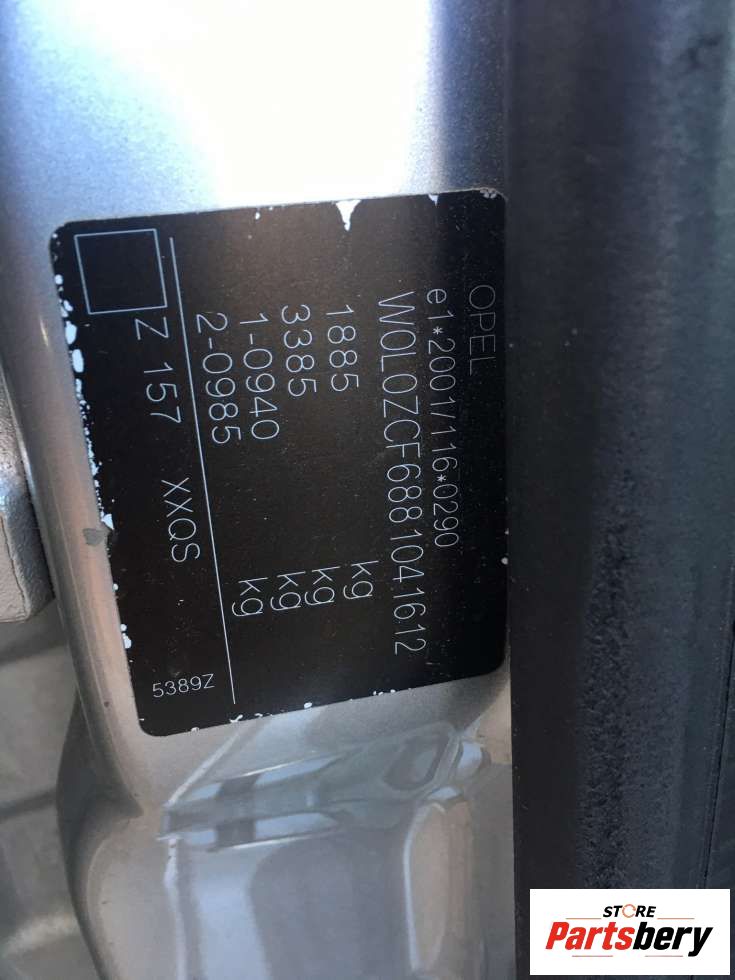 OPEL
e1*2001/116*0290
W0L0ZCF6881041612
1885 kg
3385 kg
1-0940 kg
2-0985 kg
Z 157 XXQS
5389Z
STORE
Partsbery